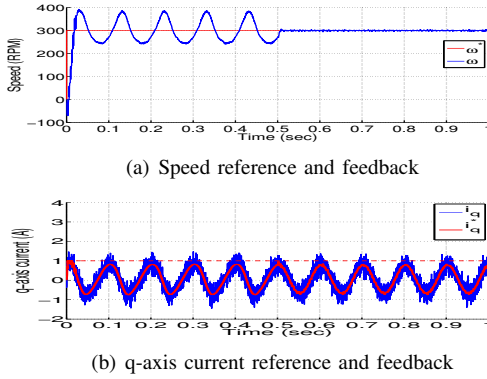 400
300
200
100
0
−100
Speed (RPM)
ω*
ω
0 0.1 0.2 0.3 0.4 0.5 0.6 0.7 0.8 0.9 1
Time (sec)
(a) Speed reference and feedback
4
3
2
1
0
−1
−2
q-axis current (A)
i
i*
0 0.1 0.2 0.3 0.4 0.5 0.6 0.7 0.8 0.9 1
Time (sec)
(b) q-axis current reference and feedback